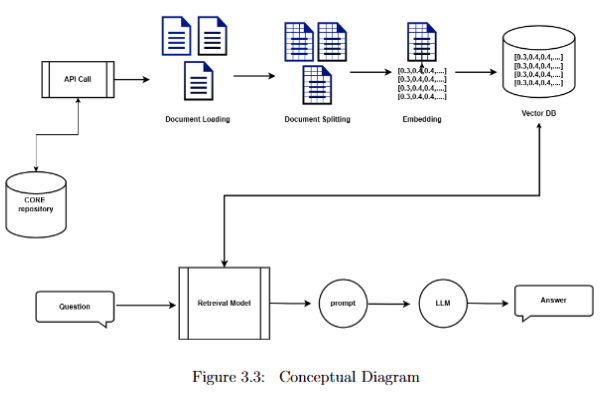 API Call
Document Loading
Document Splitting
[0.3,0.4,0.4,....]
[0.3,0.4,0.4,....]
[0.3,0.4,0.4,....]
[0.3,0.4,0.4,....]
Embedding
[0.3,0.4,0.4,....]
[0.3,0.4,0.4,....]
[0.3,0.4,0.4,....]
[0.3,0.4,0.4,....]
Vector DB
CORE
repository
Question
Retreival Model
prompt
LLM
Answer
Figure 3.3: Conceptual Diagram